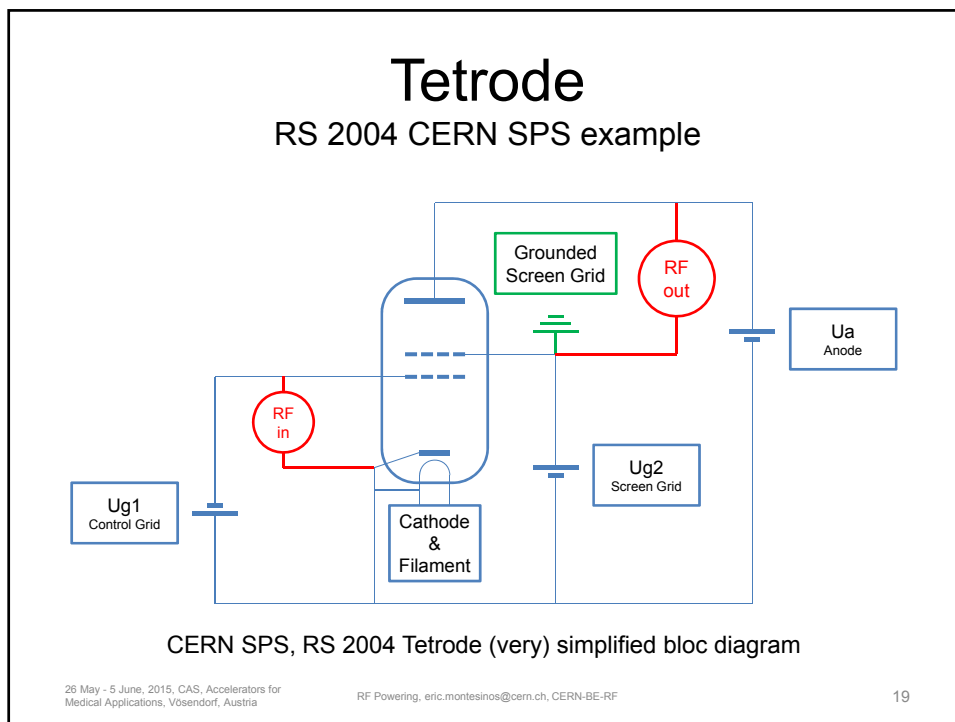 Tetrode
RS 2004 CERN SPS example
Grounded
Screen Grid
RF
out
Ua
Anode
RF
in
Ug2
Screen Grid
Ug1
Control Grid
Cathode
&
Filament
CERN SPS, RS 2004 Tetrode (very) simplified bloc diagram
26 May - 5 June, 2015, CAS, Accelerators for
Medical Applications, Vösendorf, Austria
RF Powering, eric.montesinos@cern.ch, CERN-BE-RF
19